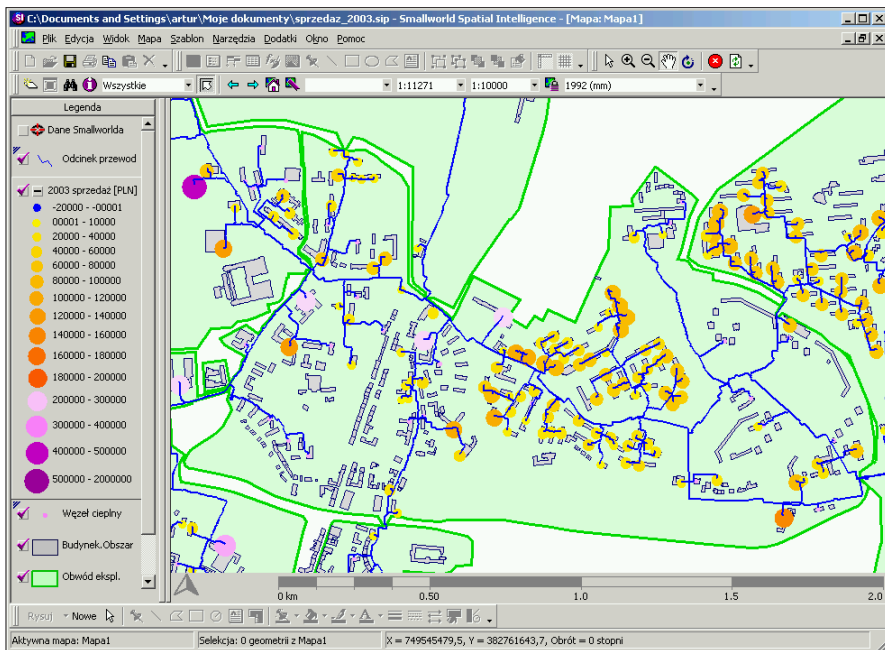 C:\Documents and Settings\artur\Moje dokumenty\sprzedaz_2003.sip - Smallworld Spatial Intelligence - [Mapa: Mapa1]
Plik Edycja Widok Mapa Szablon Narzędzia Dodatki Okno Pomoc
Wszystkie 1:11271 1:10000 1992 (mm)
Legenda
Dane Smallworlda
Odcinek przewod
2003 sprzedaż [PLN]
-20000 - -00001
00001 - 10000
20000 - 40000
40000 - 60000
60000 - 80000
80000 - 100000
100000 - 120000
120000 - 140000
140000 - 160000
160000 - 180000
180000 - 200000
200000 - 300000
300000 - 400000
400000 - 500000
500000 - 2000000
Węzeł cieplny
Budynek.Obszar
Obwód ekspl.
0 km 0.50 1.0 1.5 2.0
Rysuj Nowe
Aktywna mapa: Mapa1 Selekcja: 0 geometrii z Mapa1 X = 749545479,5, Y = 382761643,7, Obrót = 0 stopni